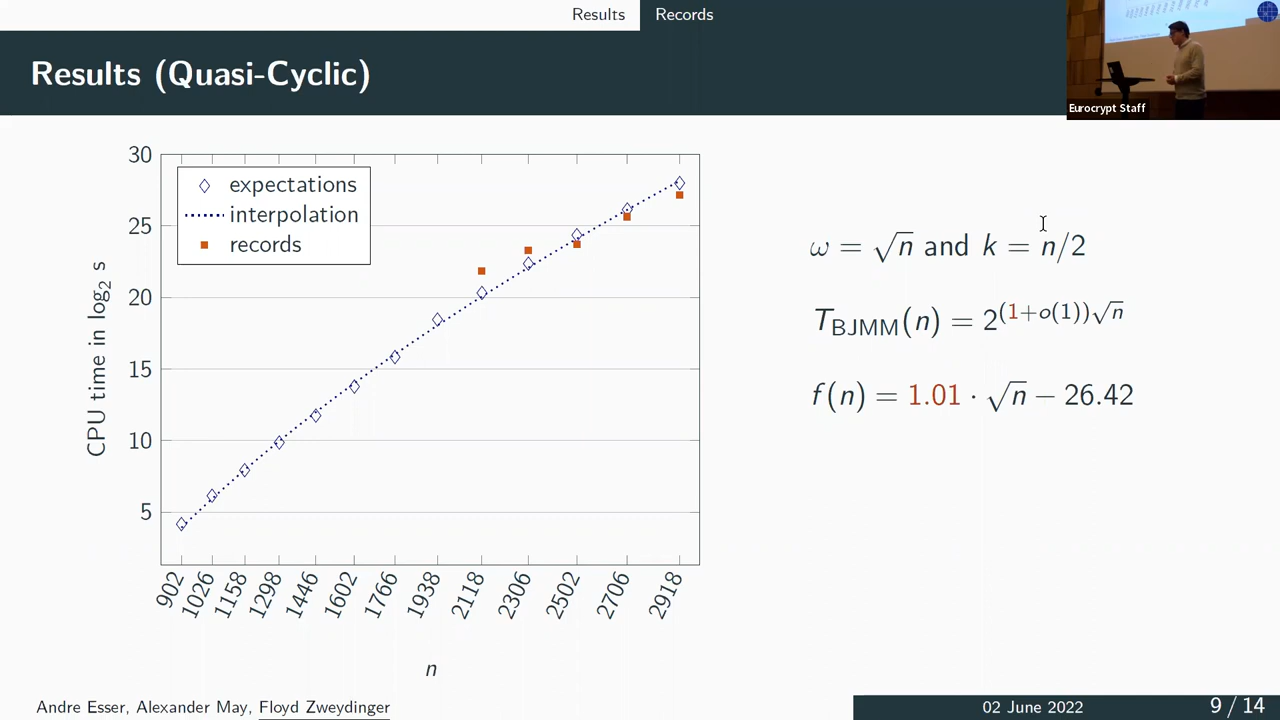 Results Records
Results (Quasi-Cyclic)
Eurocrypt Staff
30
25
20
15
10
5
CPU time in log₂ s
expectations
interpolation
records
902 1026 1158 1298 1446 1602 1766 1938 2118 2306 2502 2706 2918
n
ω = √n and k = n/2
T_BJMM(n) = 2^((1+o(1))√n)
f(n) = 1.01 · √n − 26.42
Andre Esser, Alexander May, Floyd Zweydinger 02 June 2022 9 / 14